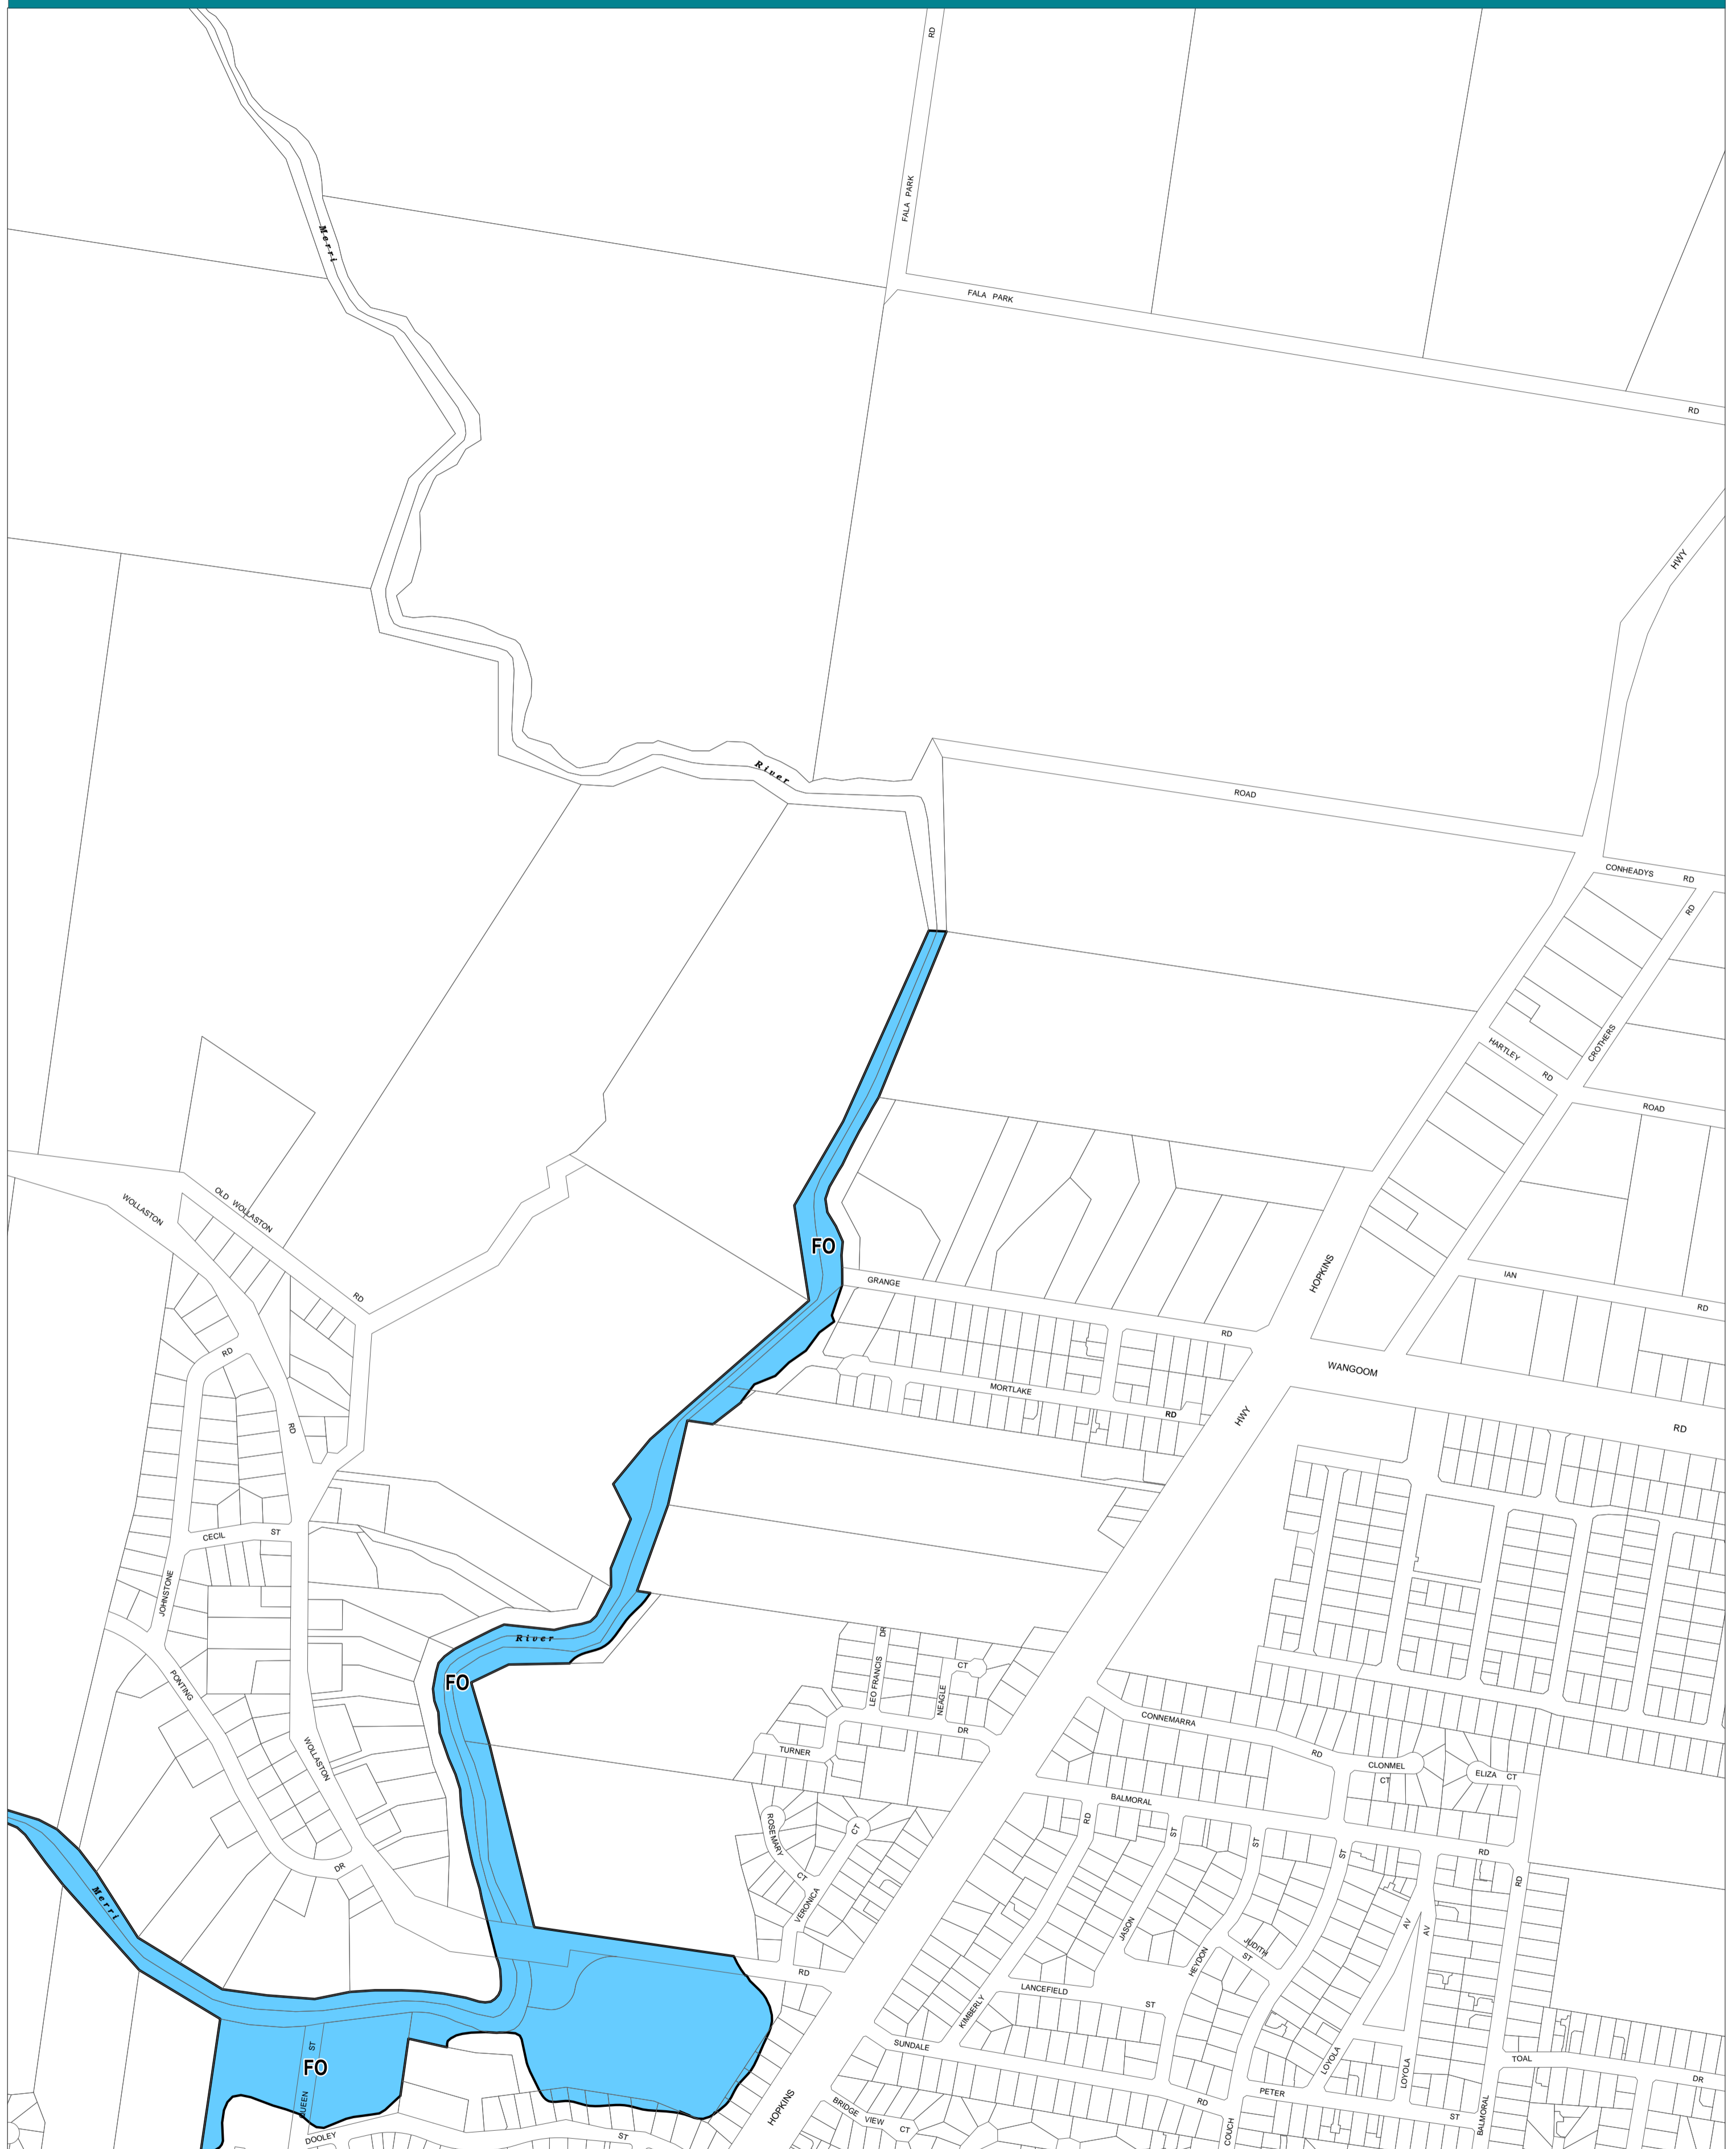 RD
FALA PARK
Merri
FALA PARK
RD
HWY
River
ROAD
CONHEADYS RD
RD
CROTHERS
HARTLEY RD
ROAD
WOLLASTON
OLD WOLLASTON
RD
FO
HOPKINS
IAN
RD
GRANGE
RD
RD
WANGOOM
MORTLAKE
RD
HWY
RD
RD
CECIL ST
JOHNSTONE
River
LEO FRANCIS
DR
CT
NEAGLE
FO
PONTING
CONNEMARRA
RD
DR
TURNER
WOLLASTON
CLONMEL
CT
ELIZA CT
BALMORAL
RD
ROSEMARY
CT
CT
RD
ST
ST
ST
RD
DR
Merri
VERONICA
JASON
AV
AV
JUDITH
ST
HEYDON
RD
LANCEFIELD
ST
KIMBERLY
SUNDALE
ST
FO
QUEEN
LOYOLA
LOYOLA
TOAL
DR
PETER
ST
RD
HOPKINS
BRIDGE VIEW CT
COUCH
BALMORAL
DOOLEY
ST